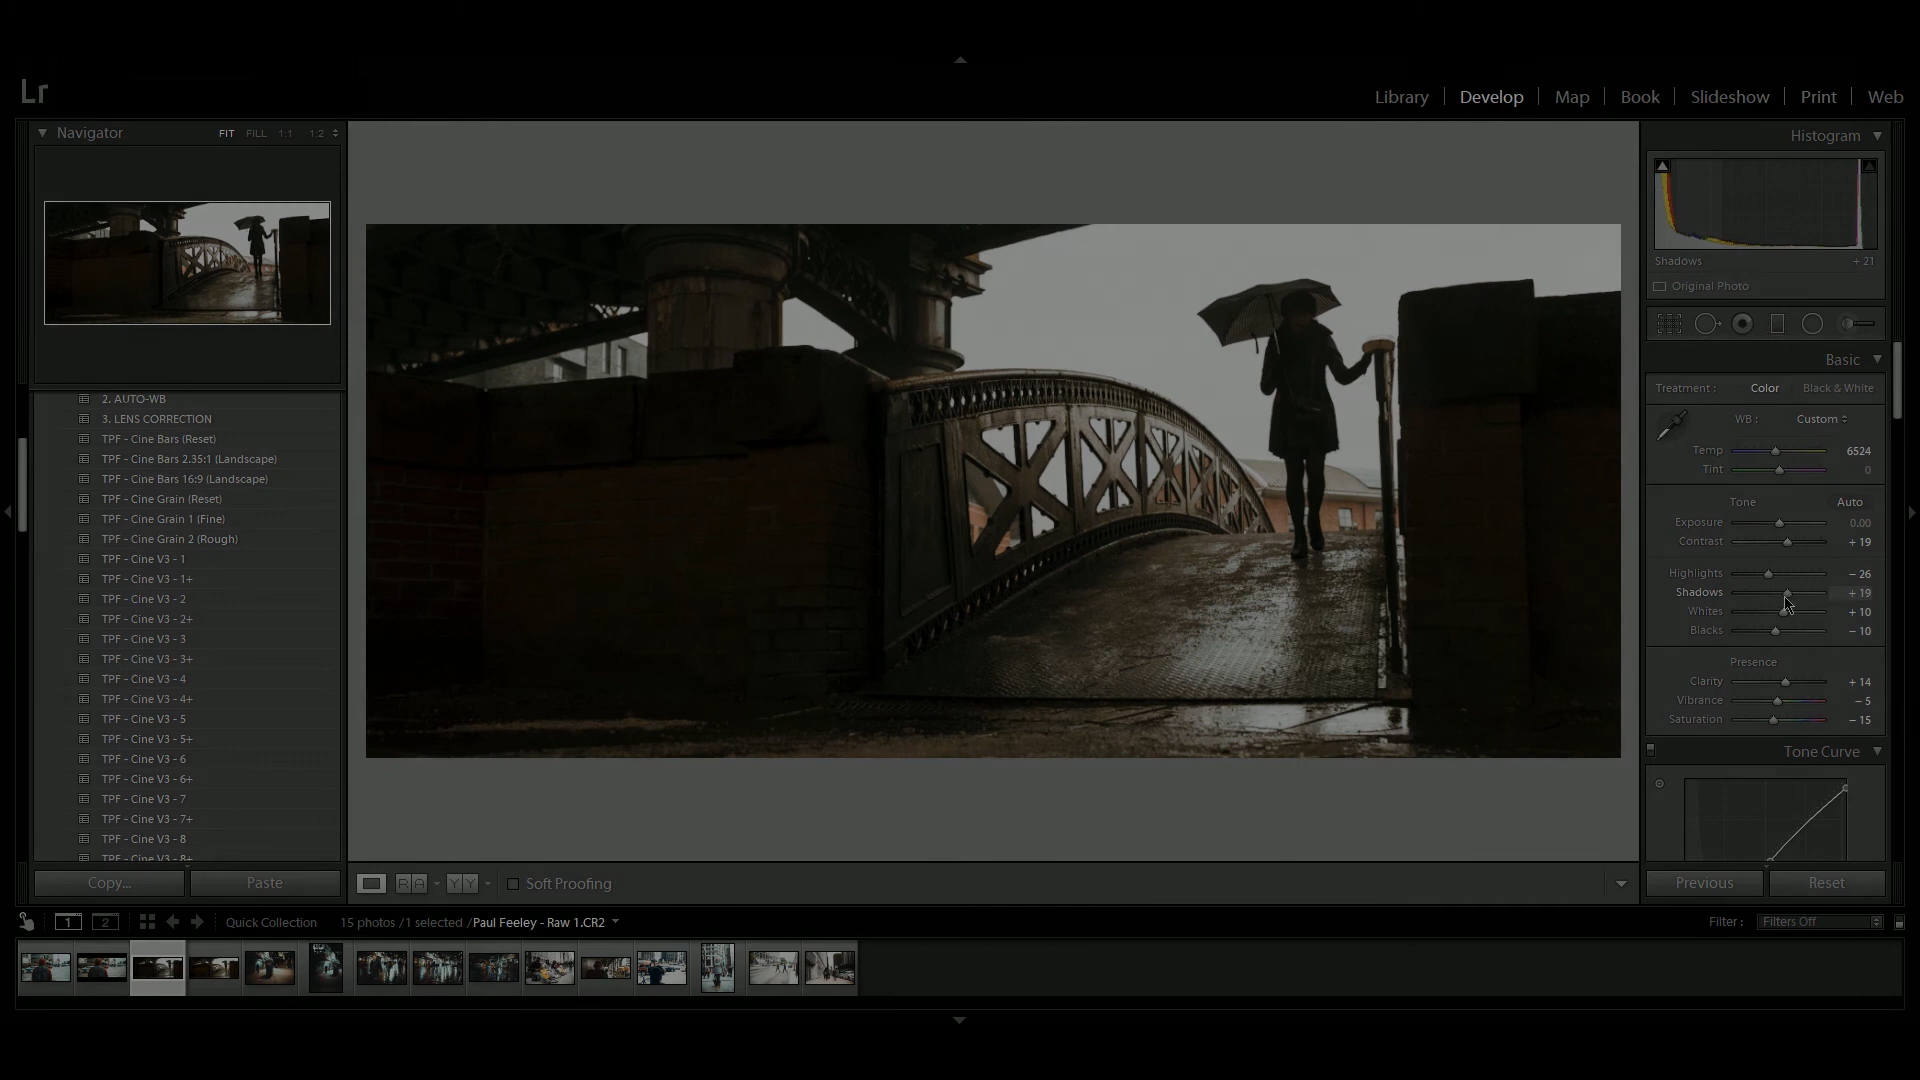 Lr
Library | Develop | Map | Book | Slideshow | Print | Web
Navigator FIT FILL 1:1 1:2
2. AUTO-WB
3. LENS CORRECTION
TPF - Cine Bars (Reset)
TPF - Cine Bars 2.35:1 (Landscape)
TPF - Cine Bars 16:9 (Landscape)
TPF - Cine Grain (Reset)
TPF - Cine Grain 1 (Fine)
TPF - Cine Grain 2 (Rough)
TPF - Cine V3 - 1
TPF - Cine V3 - 1+
TPF - Cine V3 - 2
TPF - Cine V3 - 2+
TPF - Cine V3 - 3
TPF - Cine V3 - 3+
TPF - Cine V3 - 4
TPF - Cine V3 - 4+
TPF - Cine V3 - 5
TPF - Cine V3 - 5+
TPF - Cine V3 - 6
TPF - Cine V3 - 6+
TPF - Cine V3 - 7
TPF - Cine V3 - 7+
TPF - Cine V3 - 8
TPF - Cine V3 - 8+
Copy... Paste
R A Y Y Soft Proofing
Histogram
Shadows + 21
Original Photo
Basic
Treatment : Color Black & White
WB : Custom
Temp 6524
Tint 0
Tone Auto
Exposure 0.00
Contrast + 19
Highlights – 26
Shadows + 19
Whites + 10
Blacks – 10
Presence
Clarity + 14
Vibrance – 5
Saturation – 15
Tone Curve
Previous Reset
1 2 Quick Collection 15 photos / 1 selected / Paul Feeley - Raw 1.CR2 Filter : Filters Off